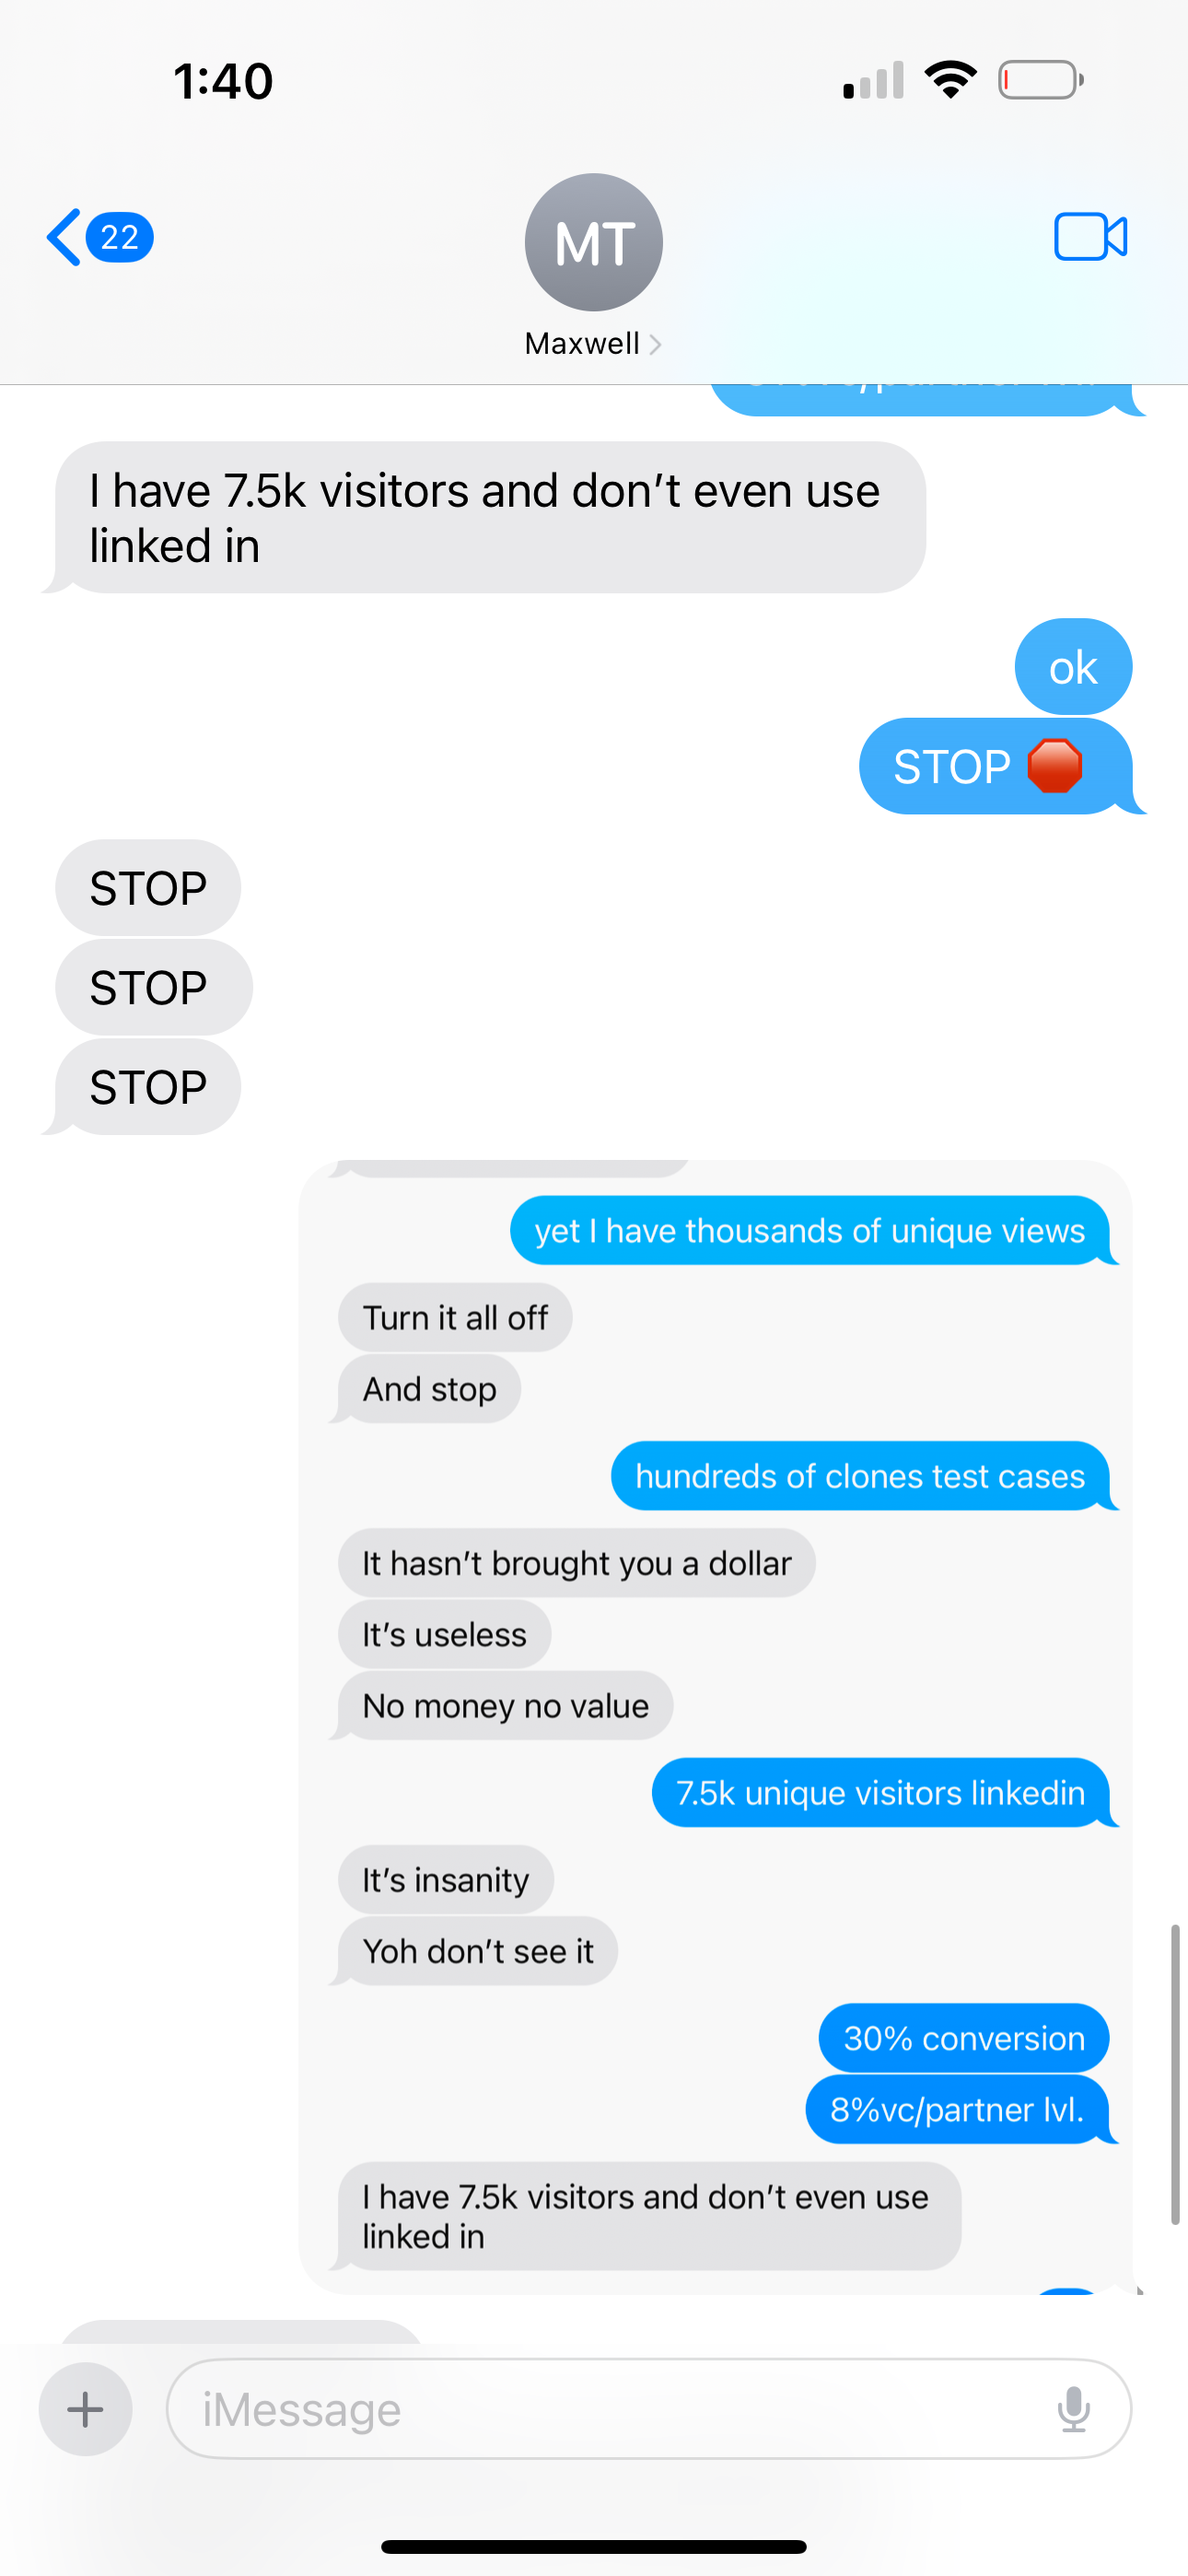 1:40
22
MT
Maxwell
I have 7.5k visitors and don’t even use
linked in
ok
STOP 🛑
STOP
STOP
STOP
yet I have thousands of unique views
Turn it all off
And stop
hundreds of clones test cases
It hasn’t brought you a dollar
It’s useless
No money no value
7.5k unique visitors linkedin
It’s insanity
Yoh don’t see it
30% conversion
8%vc/partner lvl.
I have 7.5k visitors and don’t even use
linked in
iMessage